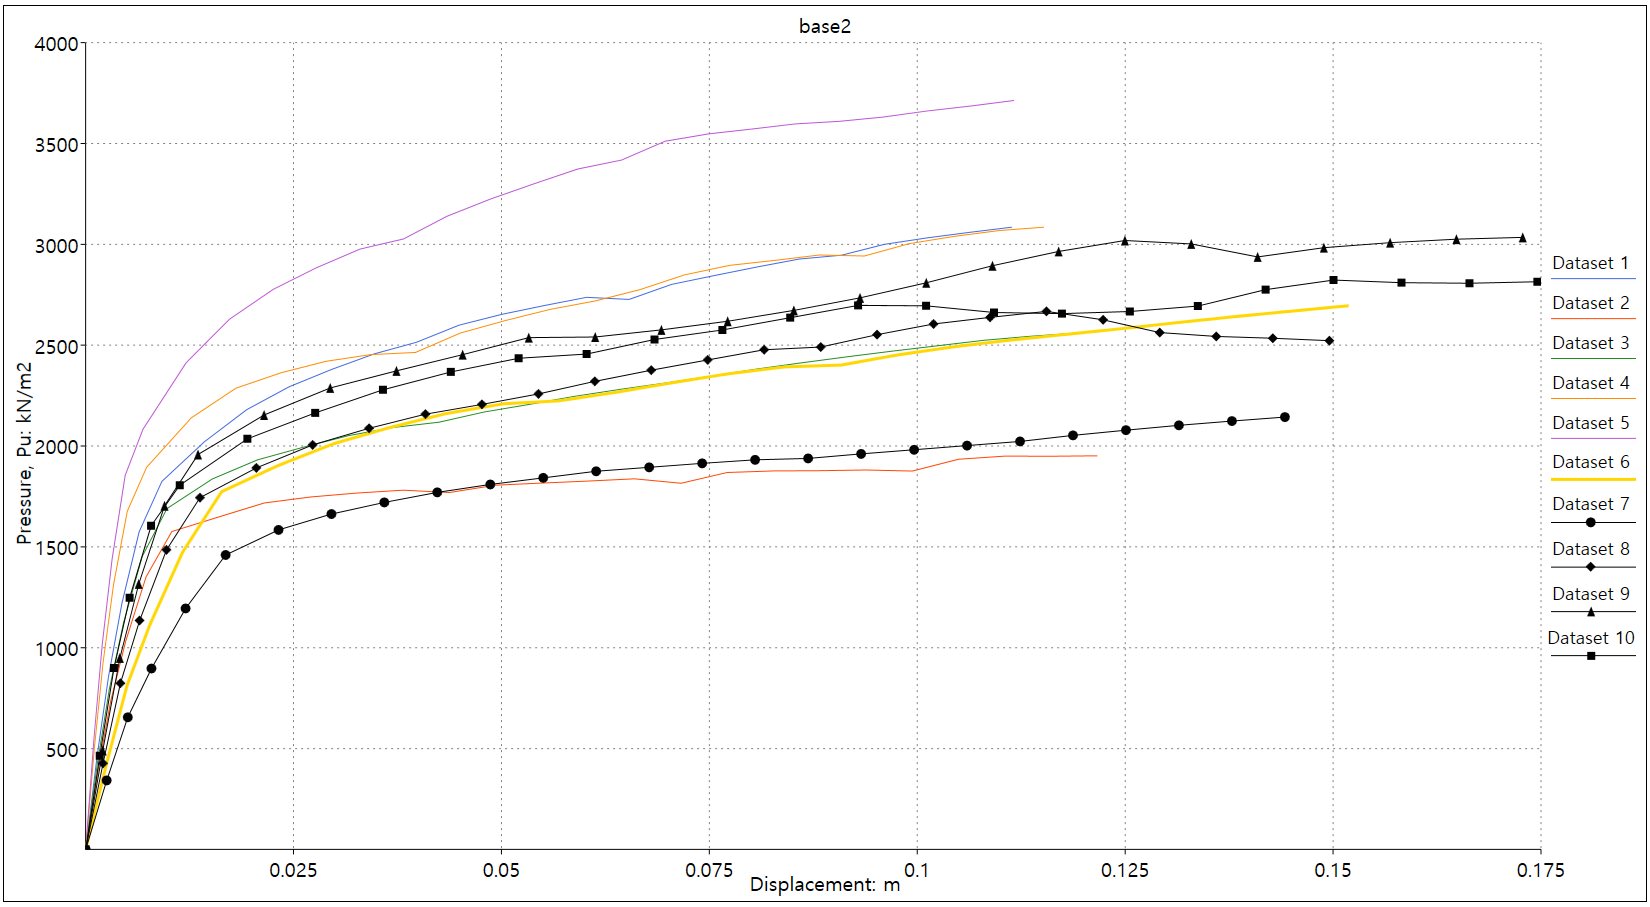 base2
4000
3500
3000
2500
2000
1500
1000
500
Pressure, Pu: kN/m2
0.025
0.05
0.075
0.1
0.125
0.15
0.175
Displacement: m
Dataset 1
Dataset 2
Dataset 3
Dataset 4
Dataset 5
Dataset 6
Dataset 7
Dataset 8
Dataset 9
Dataset 10